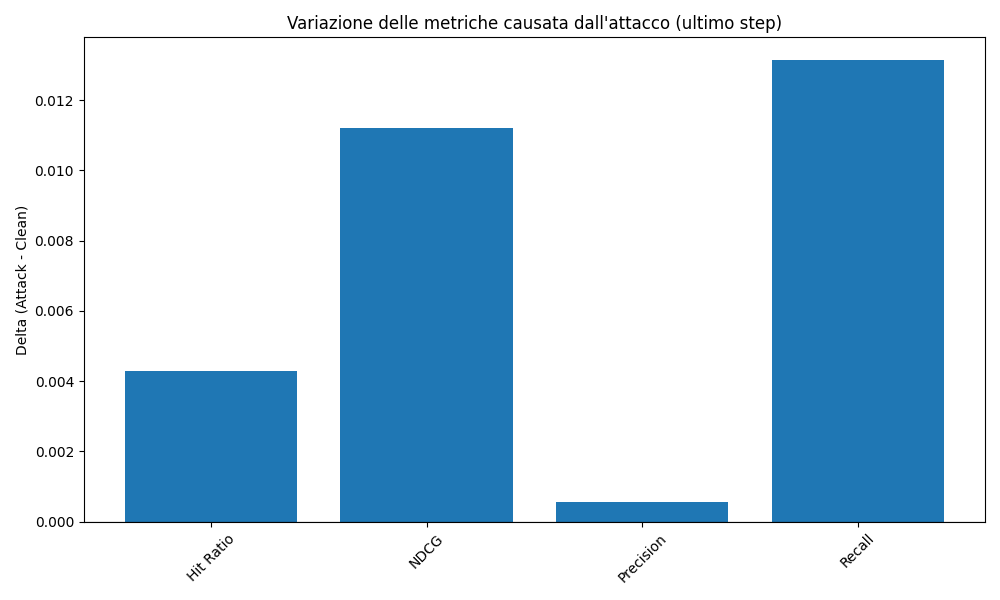 Variazione delle metriche causata dall'attacco (ultimo step)
Delta (Attack - Clean)
0.012
0.010
0.008
0.006
0.004
0.002
0.000
Hit Ratio
NDCG
Precision
Recall